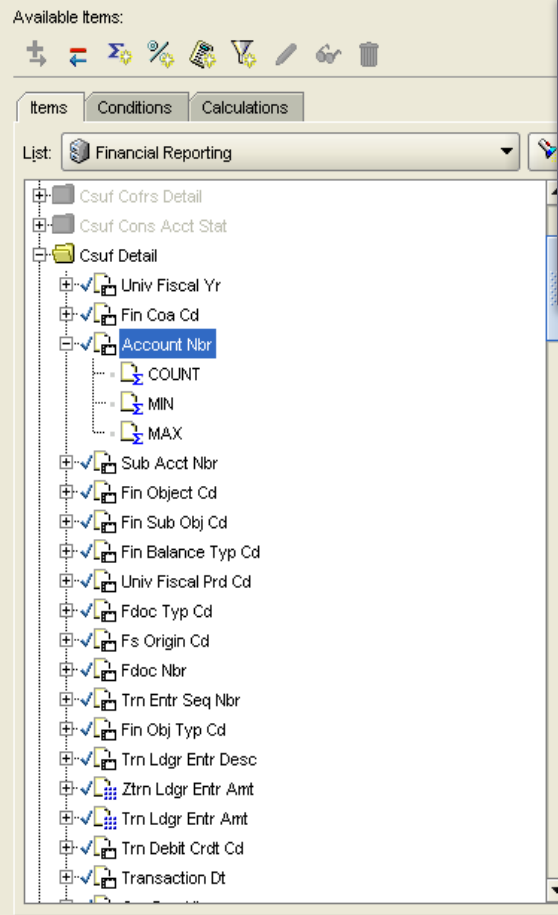 Available Items:
Items Conditions Calculations
List: Financial Reporting
Csuf Cofrs Detail
Csuf Cons Acct Stat
Csuf Detail
Univ Fiscal Yr
Fin Coa Cd
Account Nbr
COUNT
MIN
MAX
Sub Acct Nbr
Fin Object Cd
Fin Sub Obj Cd
Fin Balance Typ Cd
Univ Fiscal Prd Cd
Fdoc Typ Cd
Fs Origin Cd
Fdoc Nbr
Trn Entr Seq Nbr
Fin Obj Typ Cd
Trn Ldgr Entr Desc
Ztrn Ldgr Entr Amt
Trn Ldgr Entr Amt
Trn Debit Crdt Cd
Transaction Dt